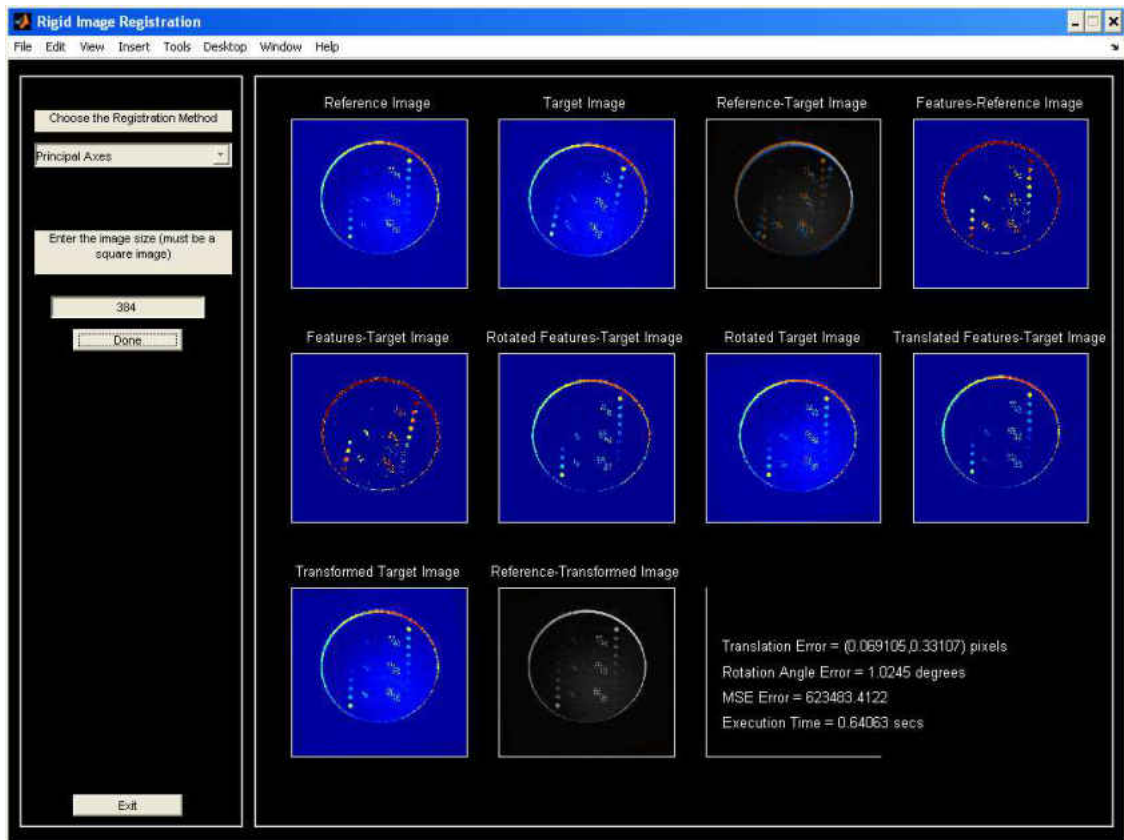 Rigid Image Registration
File Edit View Insert Tools Desktop Window Help
Choose the Registration Method
Principal Axes
Enter the image size (must be a
square image)
384
Done
Exit
Reference Image
Target Image
Reference-Target Image
Features-Reference Image
Features-Target Image
Rotated Features-Target Image
Rotated Target Image
Translated Features-Target Image
Transformed Target Image
Reference-Transformed Image
Translation Error = (0.069105,0.33107) pixels
Rotation Angle Error = 1.0245 degrees
MSE Error = 623483.4122
Execution Time = 0.64063 secs